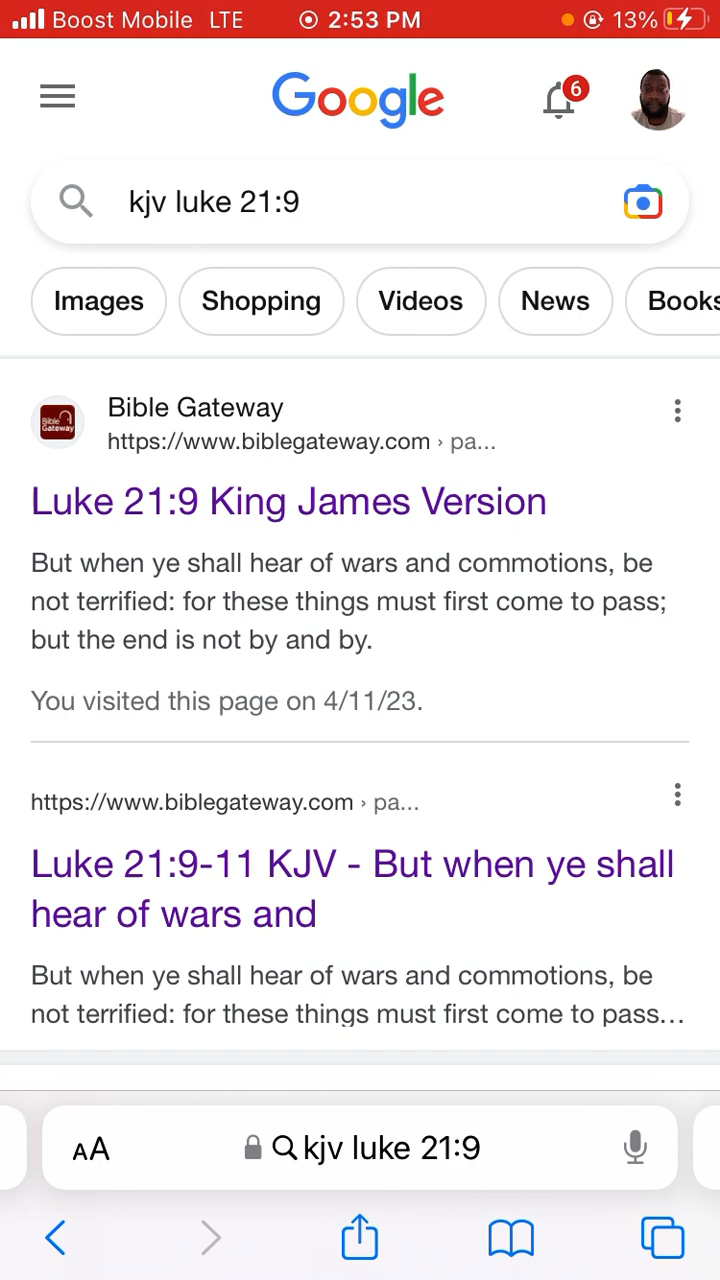 Boost Mobile LTE 2:53 PM 13%
Google 6
kjv luke 21:9
Images Shopping Videos News Books
Bible Gateway
Bible Gateway
https://www.biblegateway.com › pa...
Luke 21:9 King James Version
But when ye shall hear of wars and commotions, be
not terrified: for these things must first come to pass;
but the end is not by and by.
You visited this page on 4/11/23.
https://www.biblegateway.com › pa...
Luke 21:9-11 KJV - But when ye shall
hear of wars and
But when ye shall hear of wars and commotions, be
not terrified: for these things must first come to pass...
AA kjv luke 21:9